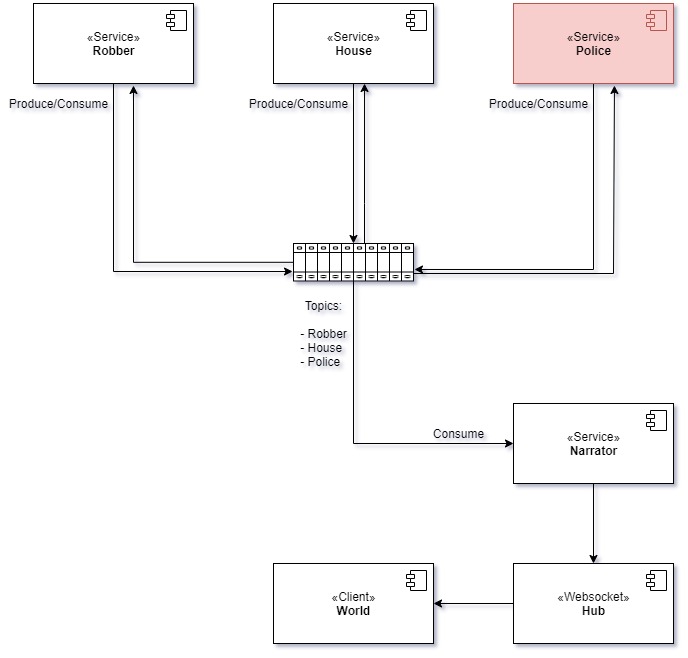 «Service»
Robber
«Service»
House
«Service»
Police
Produce/Consume
Produce/Consume
Produce/Consume
Topics:
- Robber
- House
- Police
Consume
«Service»
Narrator
«Client»
World
«Websocket»
Hub